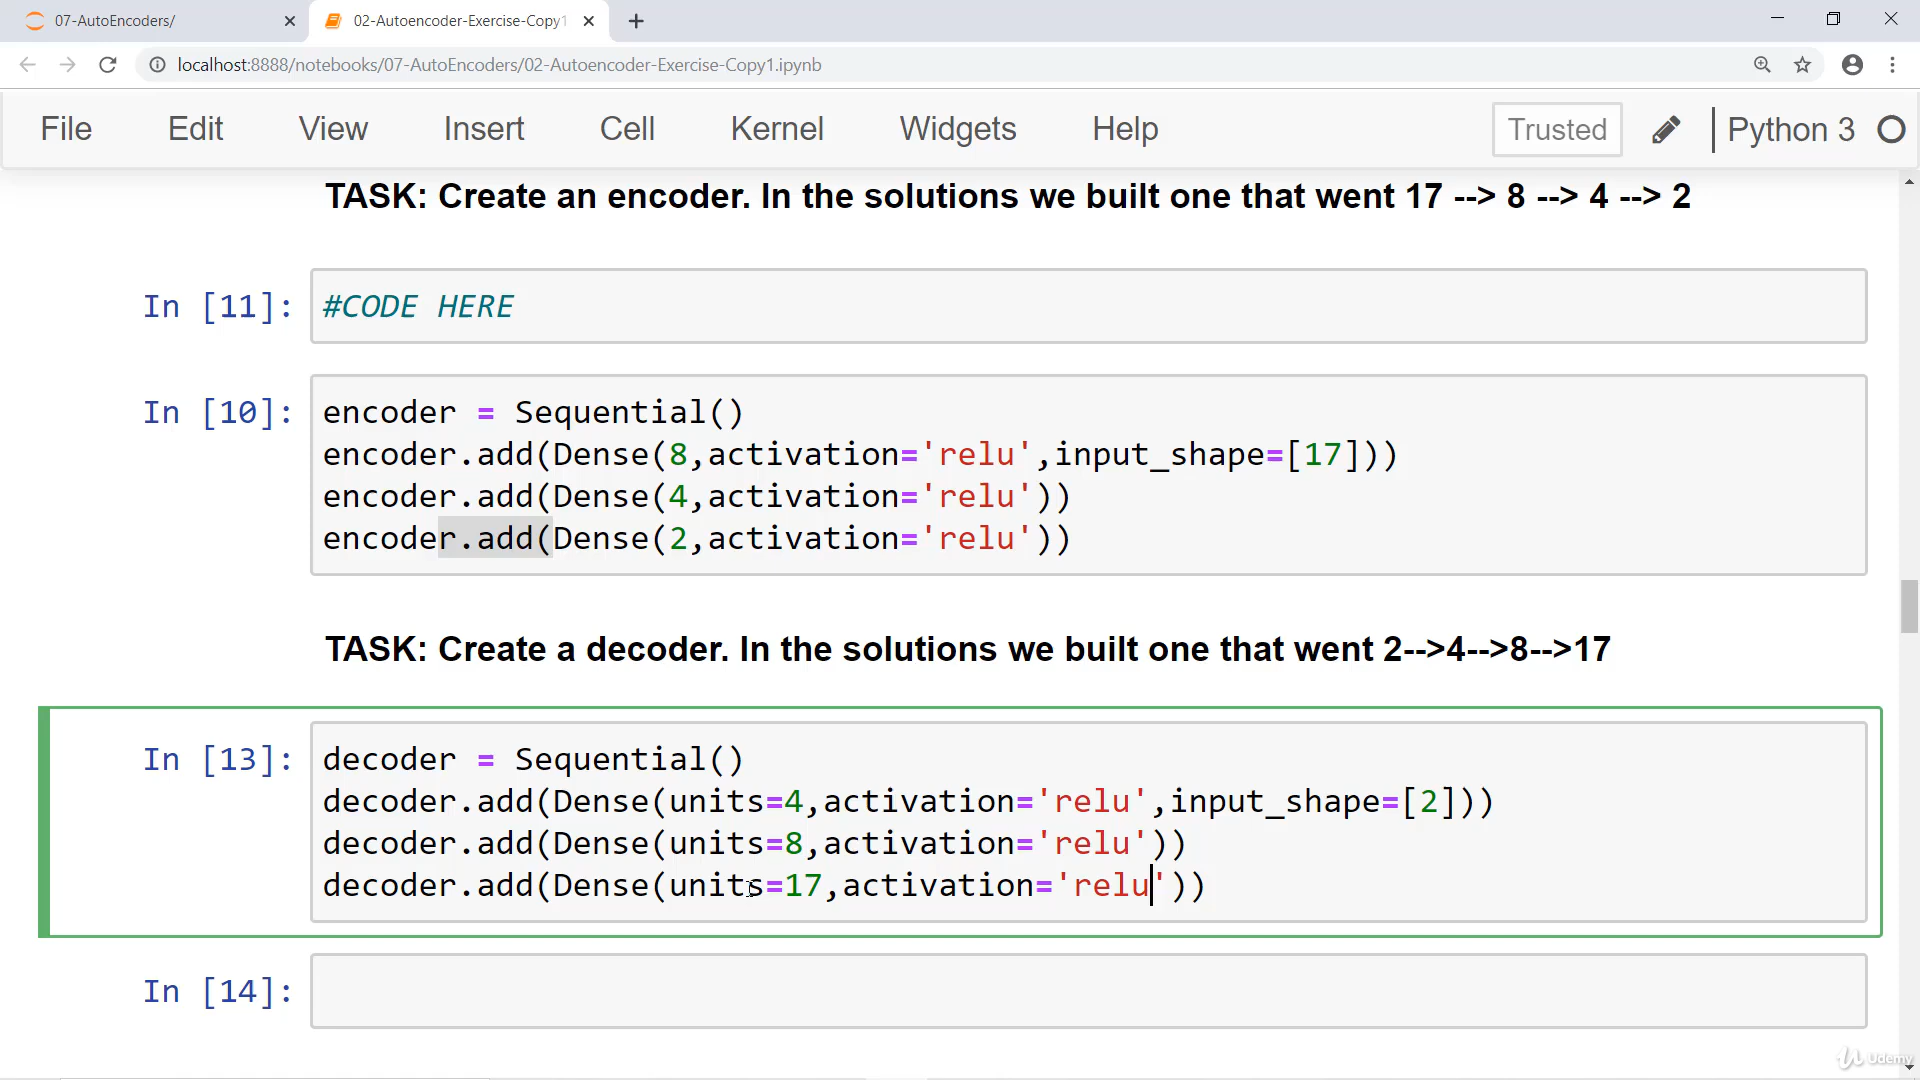 07-AutoEncoders/
02-Autoencoder-Exercise-Copy1
localhost:8888/notebooks/07-AutoEncoders/02-Autoencoder-Exercise-Copy1.ipynb
File Edit View Insert Cell Kernel Widgets Help Trusted Python 3
TASK: Create an encoder. In the solutions we built one that went 17 --> 8 --> 4 --> 2
In [11]: #CODE HERE
In [10]: encoder = Sequential()
encoder.add(Dense(8,activation='relu',input_shape=[17]))
encoder.add(Dense(4,activation='relu'))
encoder.add(Dense(2,activation='relu'))
TASK: Create a decoder. In the solutions we built one that went 2-->4-->8-->17
In [13]: decoder = Sequential()
decoder.add(Dense(units=4,activation='relu',input_shape=[2]))
decoder.add(Dense(units=8,activation='relu'))
decoder.add(Dense(units=17,activation='relu'))
In [14]:
Udemy